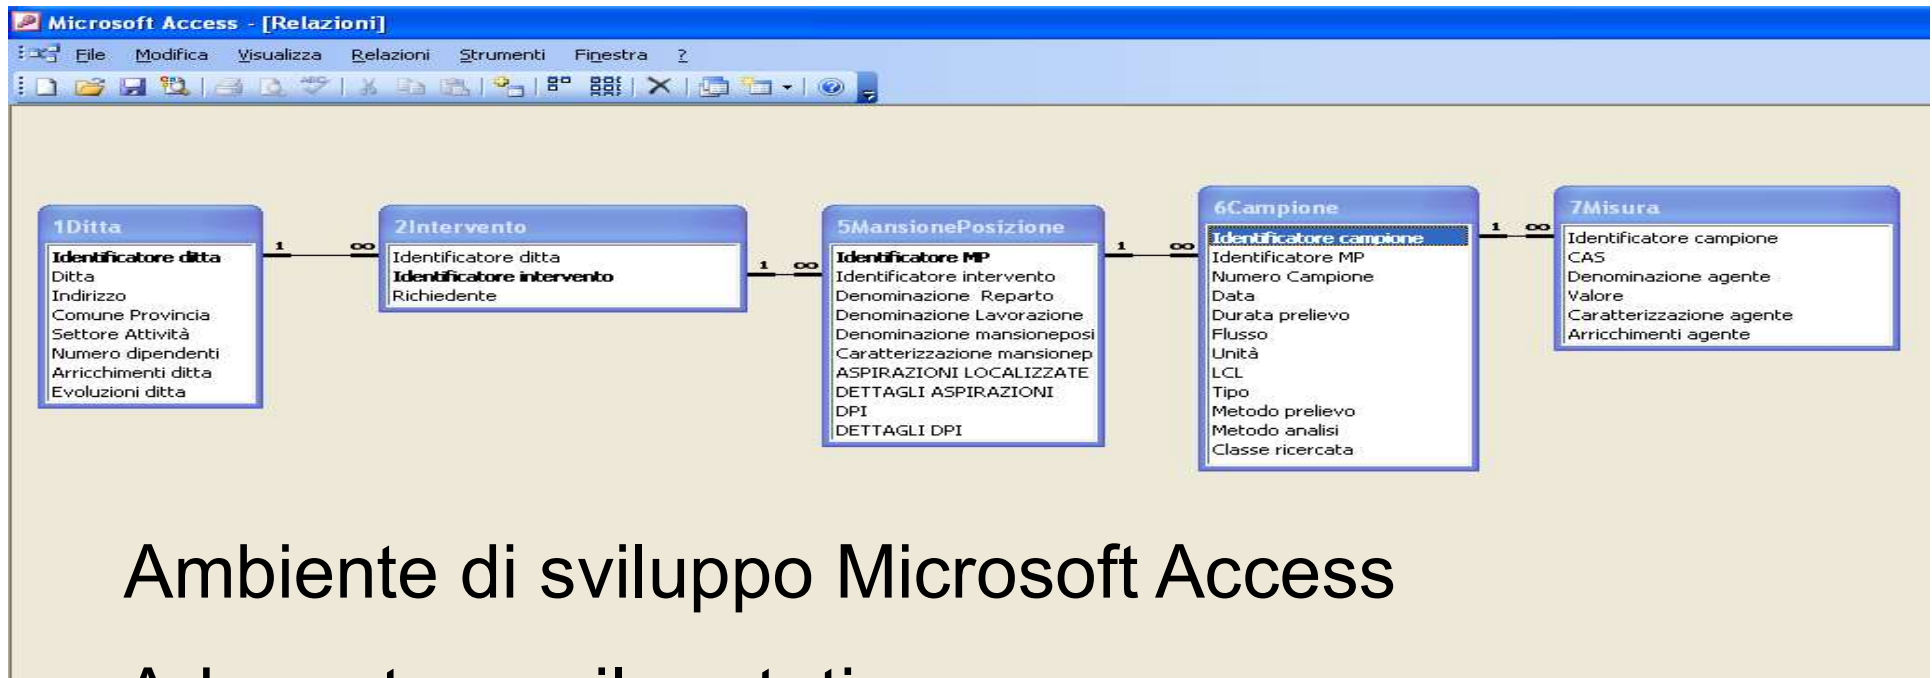 Microsoft Access - [Relazioni]
File Modifica Visualizza Relazioni Strumenti Finestra ?
1Ditta
Identificatore ditta
Ditta
Indirizzo
Comune Provincia
Settore Attività
Numero dipendenti
Arricchimenti ditta
Evoluzioni ditta
1 ∞
2Intervento
Identificatore ditta
Identificatore intervento
Richiedente
1 ∞
5MansionePosizione
Identificatore MP
Identificatore intervento
Denominazione Reparto
Denominazione Lavorazione
Denominazione mansioneposi
Caratterizzazione mansionep
ASPIRAZIONI LOCALIZZATE
DETTAGLI ASPIRAZIONI
DPI
DETTAGLI DPI
1 ∞
6Campione
Identificatore campione
Identificatore MP
Numero Campione
Data
Durata prelievo
Flusso
Unità
LCL
Tipo
Metodo prelievo
Metodo analisi
Classe ricercata
1 ∞
7Misura
Identificatore campione
CAS
Denominazione agente
Valore
Caratterizzazione agente
Arricchimenti agente
Ambiente di sviluppo Microsoft Access